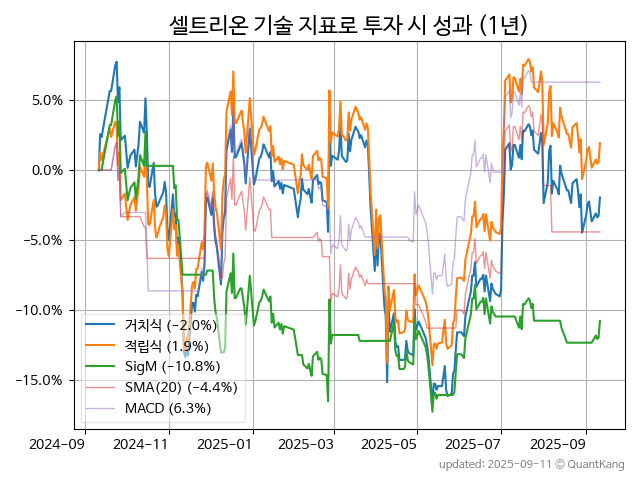 셀트리온 기술 지표로 투자 시 성과 (1년)
5.0%
0.0%
−5.0%
−10.0%
−15.0%
거치식 (−2.0%)
적립식 (1.9%)
SigM (−10.8%)
SMA(20) (−4.4%)
MACD (6.3%)
2024-09
2024-11
2025-01
2025-03
2025-05
2025-07
2025-09
updated: 2025-09-11 © QuantKang